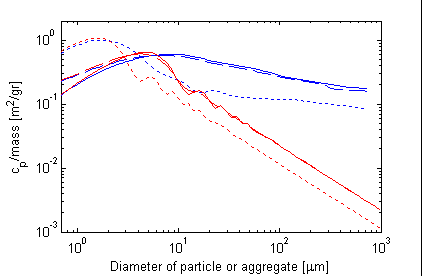 10⁰
10⁻¹
10⁻²
10⁻³
c_p/mass [m²/gr]
10⁰ 10¹ 10² 10³
Diameter of particle or aggregate [µm]